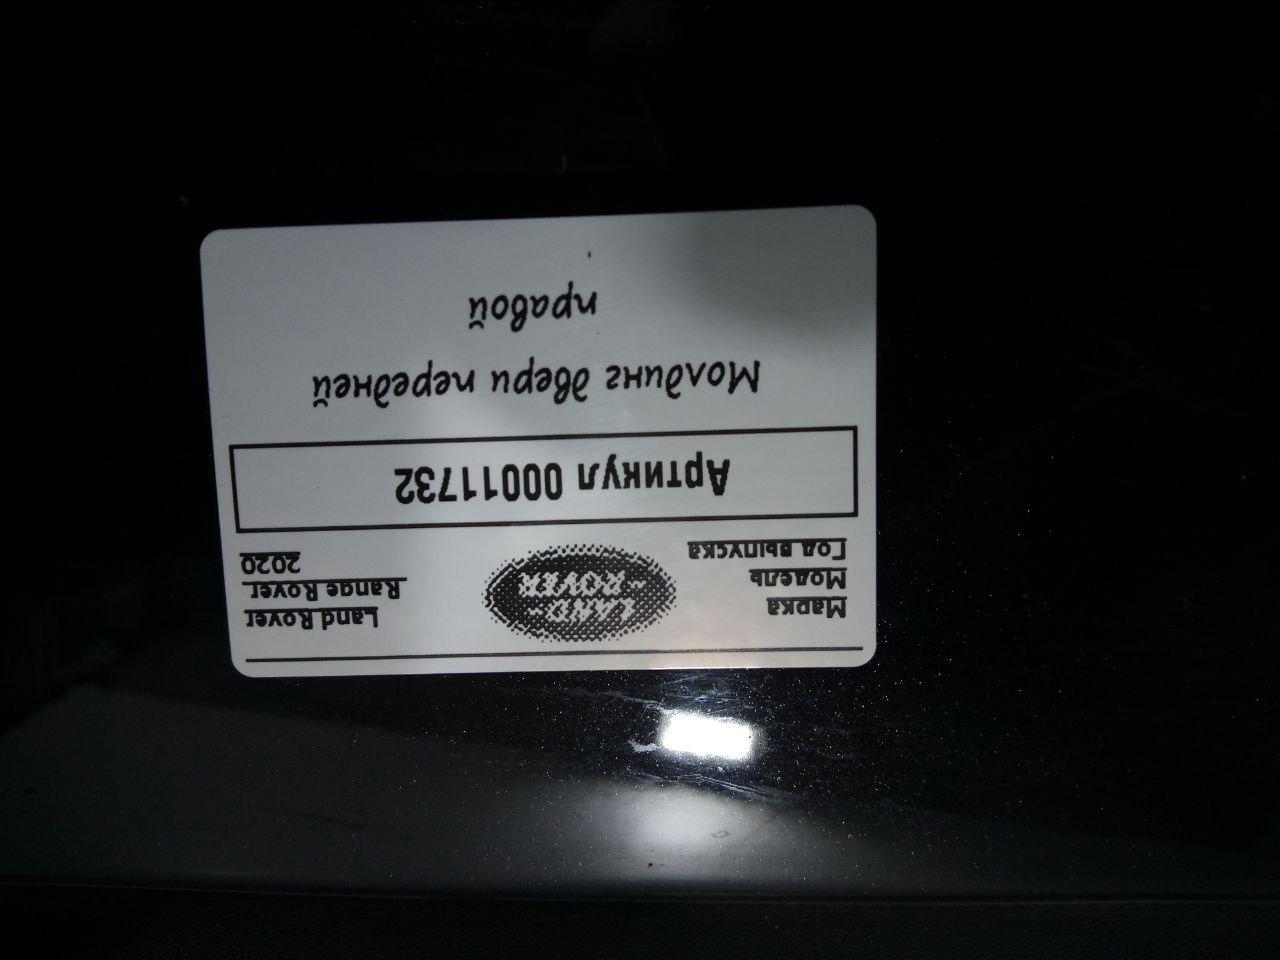 Марка
Land Rover
Модель
Range Rover
Год выпуска
2020
LAND-
-ROVER
Артикул 00011732
Молдинг двери передней
правой